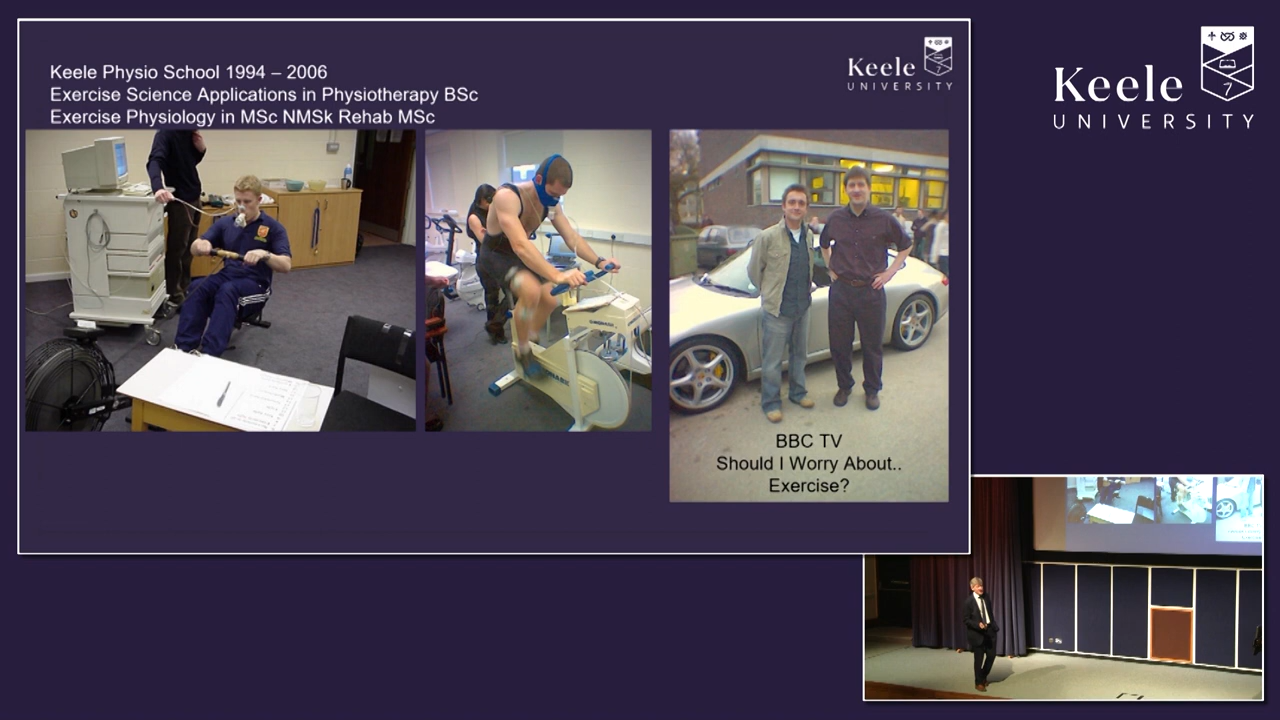 Keele Physio School 1994 – 2006
Exercise Science Applications in Physiotherapy BSc
Exercise Physiology in MSc NMSk Rehab MSc
Keele
UNIVERSITY
BBC TV
Should I Worry About..
Exercise?
Keele
UNIVERSITY